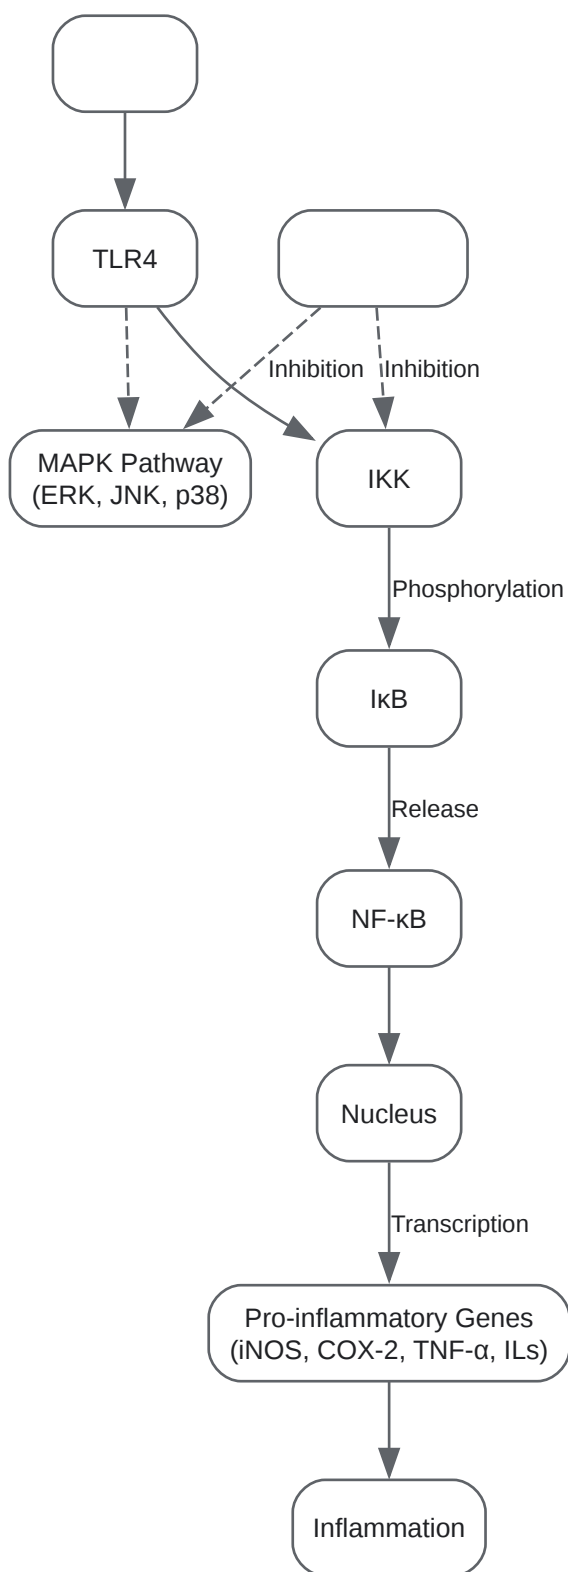 TLR4
Inhibition
Inhibition
MAPK Pathway
(ERK, JNK, p38)
IKK
Phosphorylation
IκB
Release
NF-κB
Nucleus
Transcription
Pro-inflammatory Genes
(iNOS, COX-2, TNF-α, ILs)
Inflammation